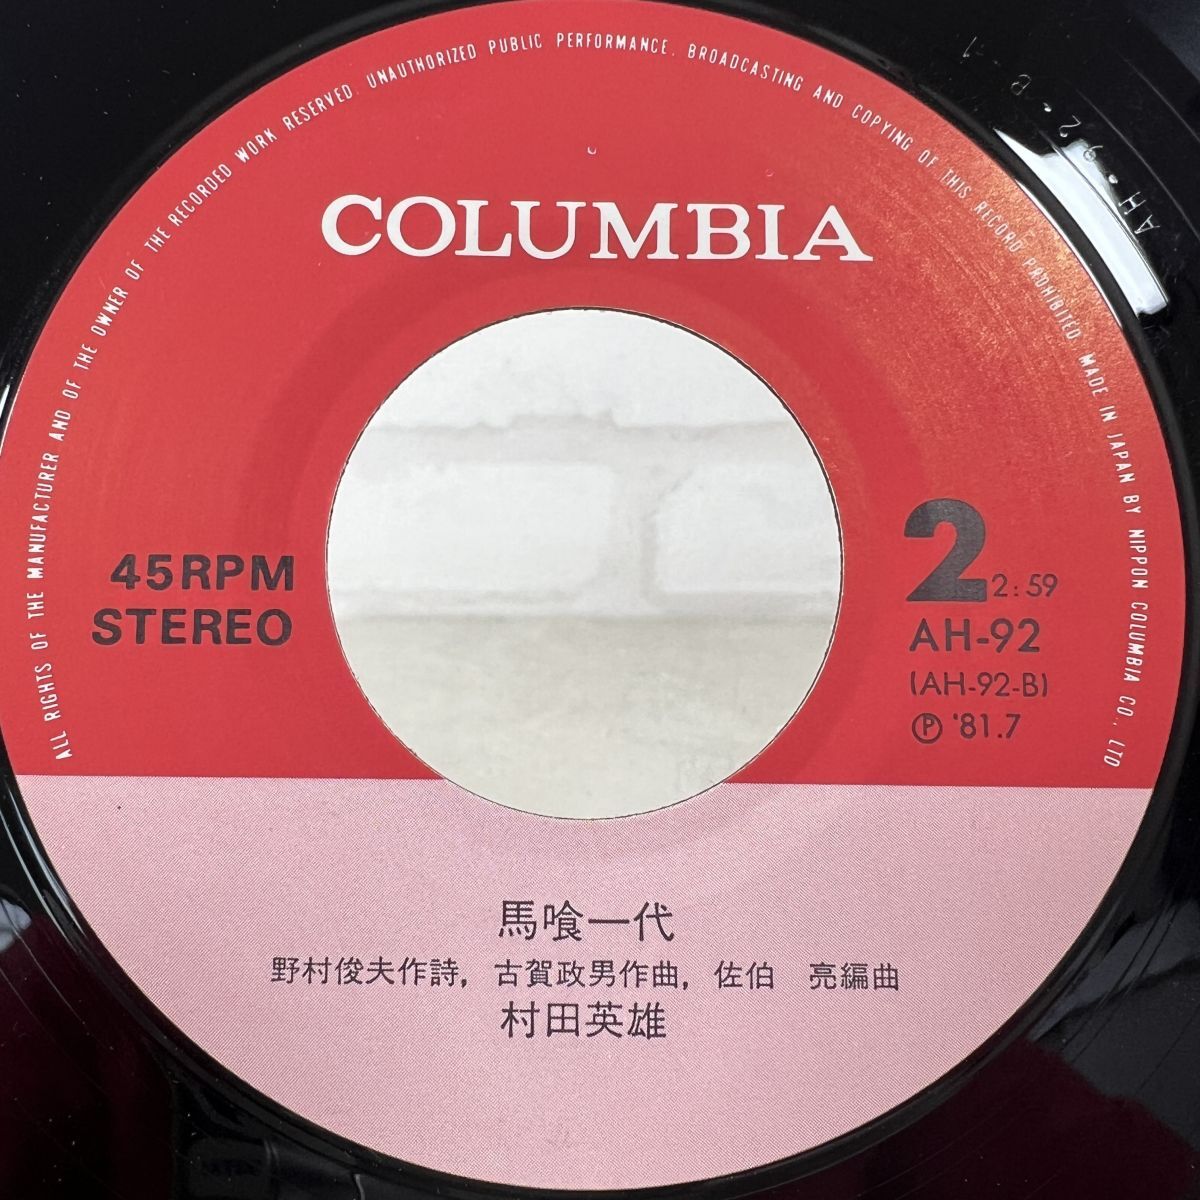 ALL RIGHTS OF THE MANUFACTURER AND OF THE OWNER OF THE RECORDED WORK RESERVED. UNAUTHORIZED PUBLIC PERFORMANCE. BROADCASTING AND COPYING OF THIS RECORD PROHIBITED MADE IN JAPAN BY NIPPON COLUMBIA CO., LTD
COLUMBIA
45RPM
STEREO
2 2:59
AH-92
(AH-92-B)
Ⓟ '81.7
馬喰一代
野村俊夫作詩, 古賀政男作曲, 佐伯 亮編曲
村田英雄